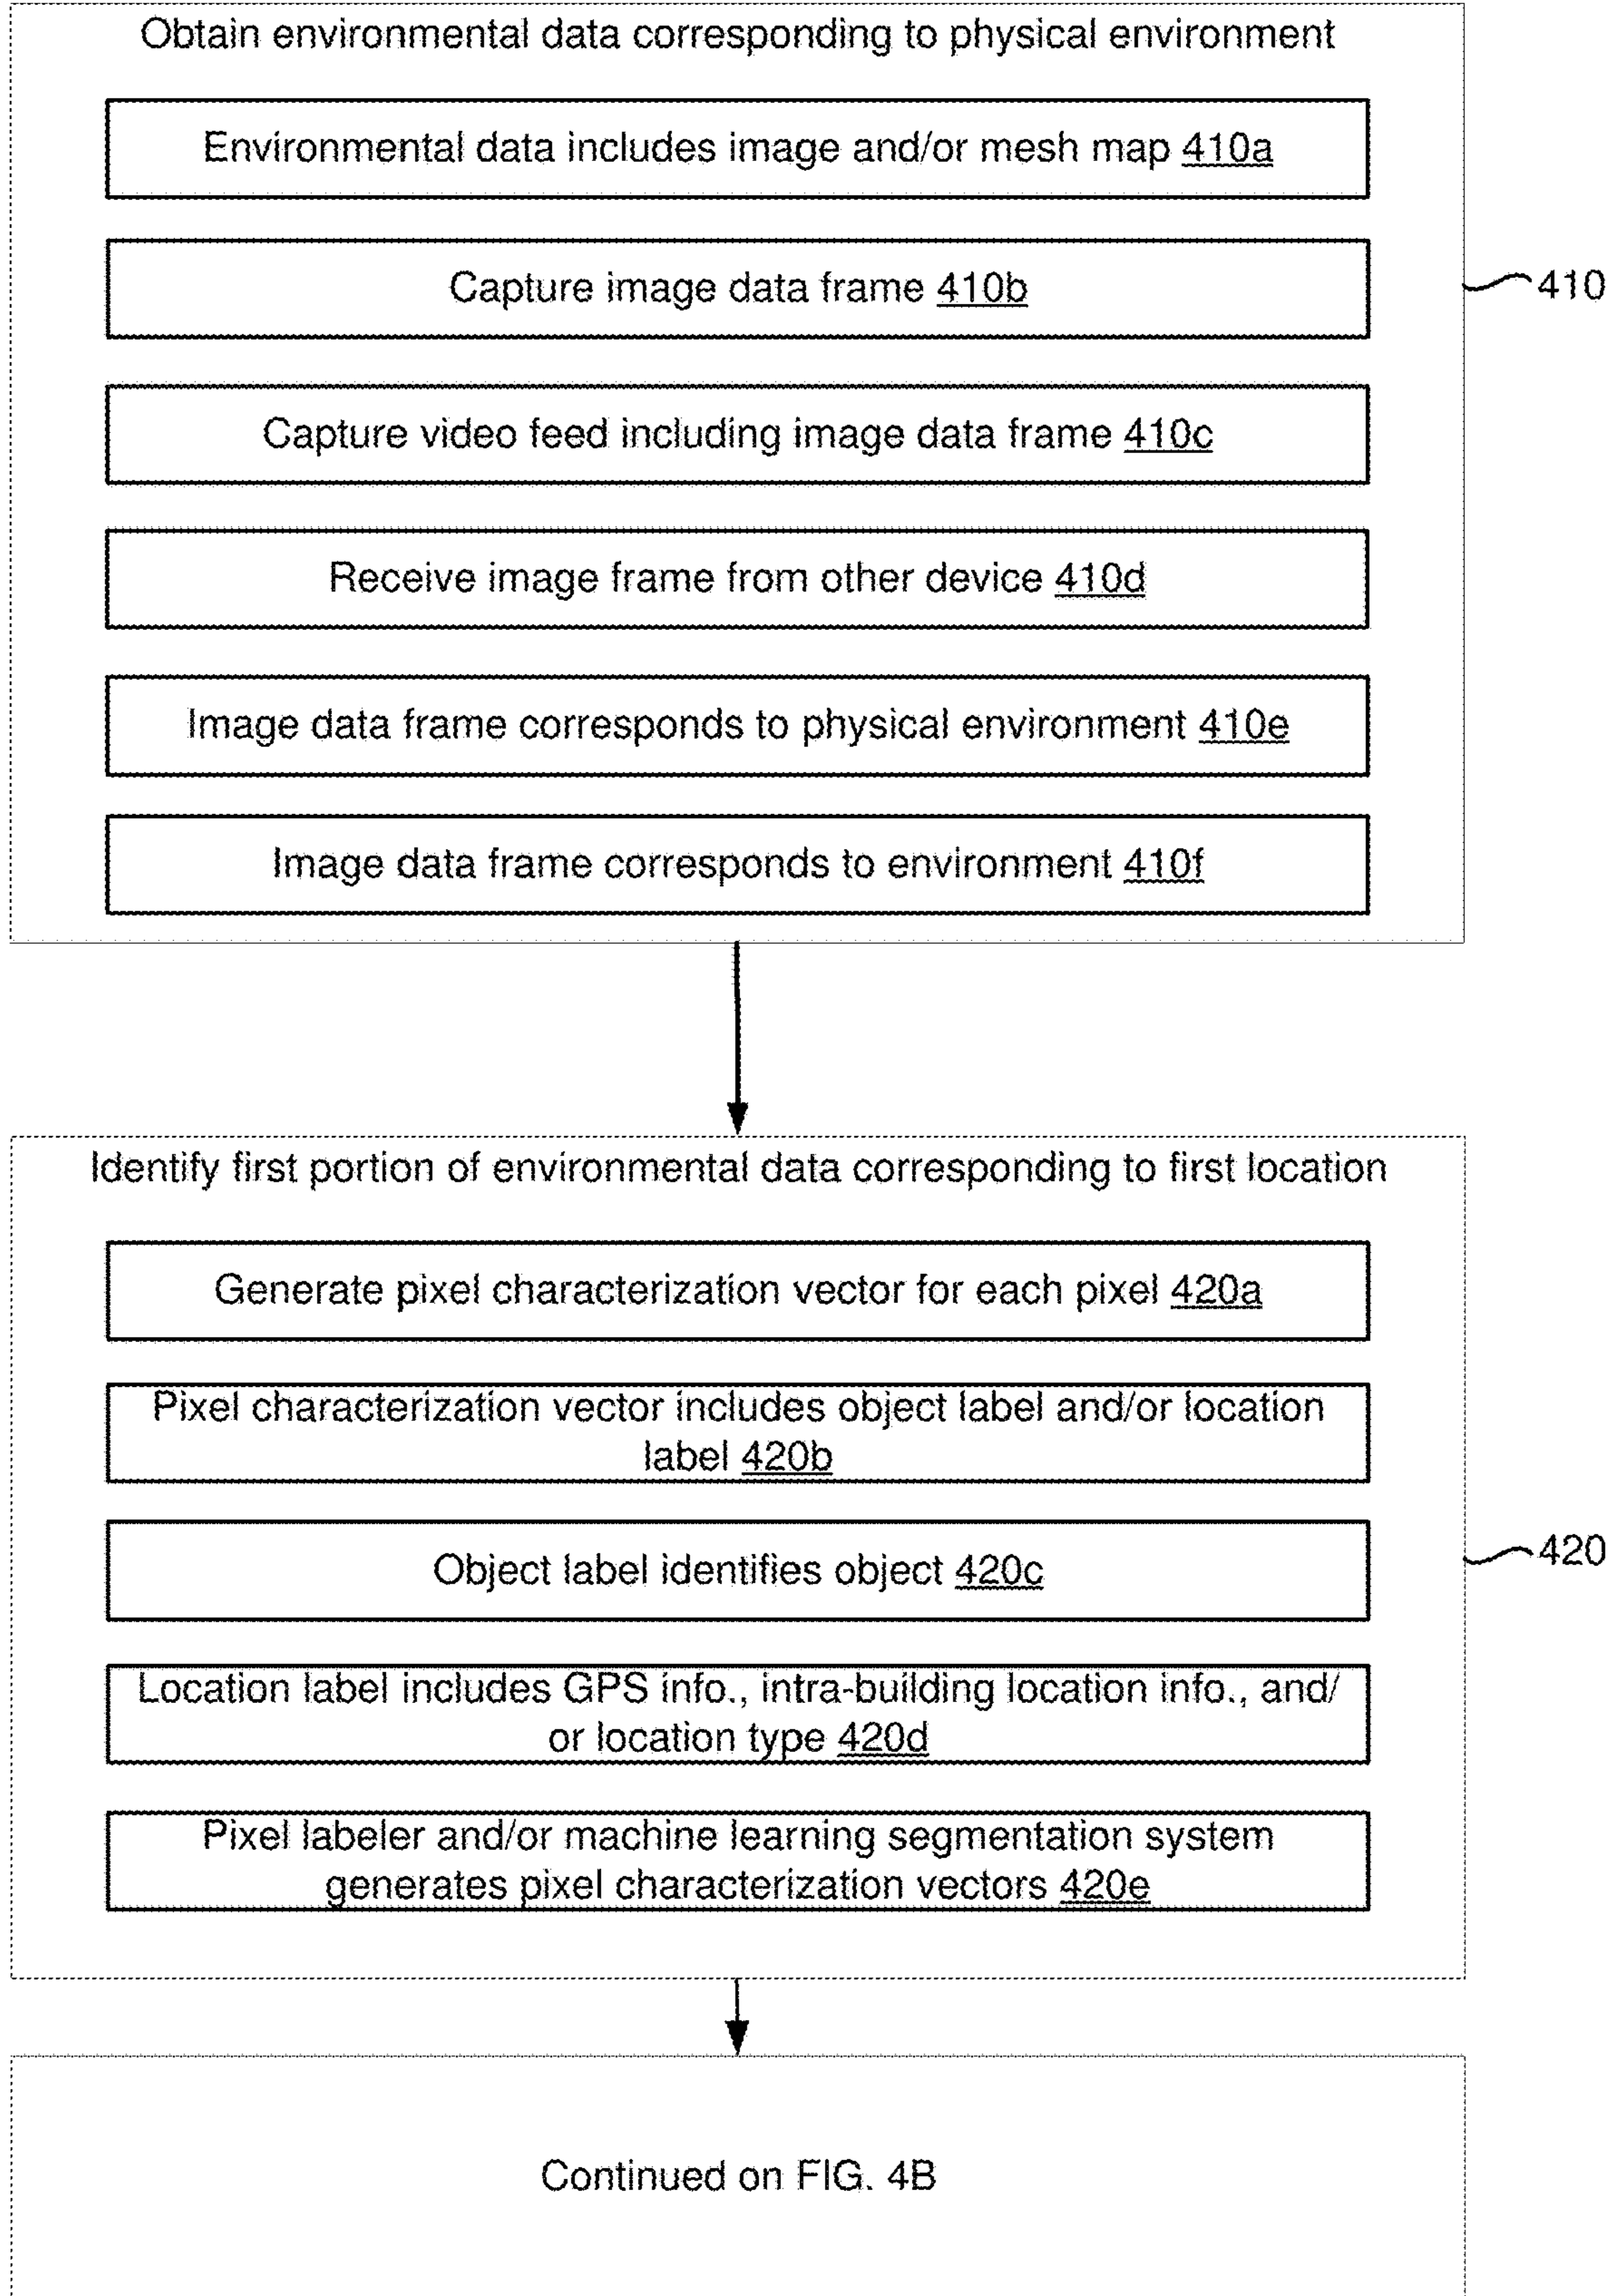 Obtain environmental data corresponding to physical environment
Environmental data includes image and/or mesh map 410a
Capture image data frame 410b
410
Capture video feed including image data frame 410c
Receive image frame from other device 410d
Image data frame corresponds to physical environment 410e
Image data frame corresponds to environment 410f
Identify first portion of environmental data corresponding to first location
Generate pixel characterization vector for each pixel 420a
Pixel characterization vector includes object label and/or location
label 420b
Object label identifies object 420c
420
Location label includes GPS info., intra-building location info., and/
or location type 420d
Pixel labeler and/or machine learning segmentation system
generates pixel characterization vectors 420e
Continued on FIG. 4B